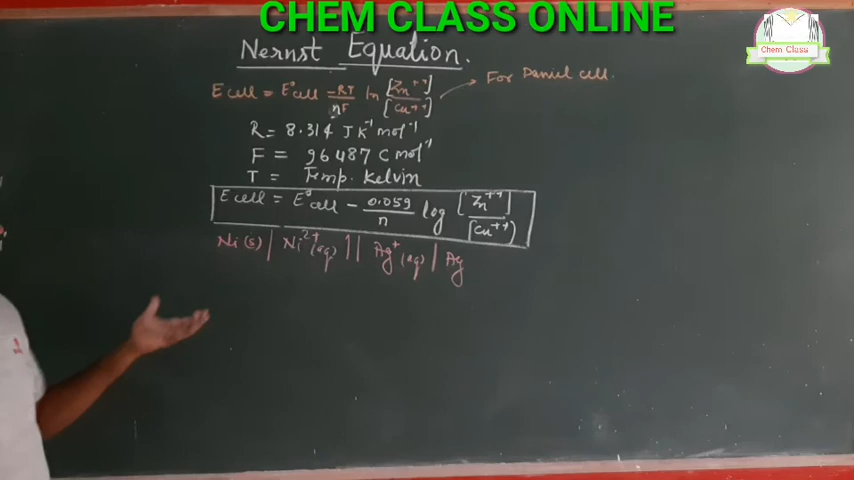 CHEM CLASS ONLINE
Chem Class
Nernst Equation.
E cell = E°cell - RT/nF ln [Zn++]/[Cu++] → For Daniel cell.
R = 8.314 J K⁻¹ mol⁻¹
F = 96487 C mol⁻¹
T = Temp. Kelvin
E cell = E°cell - 0.059/n log [Zn++]/[Cu++]
Ni(s) | Ni²⁺(aq) || Ag⁺(aq) | Ag